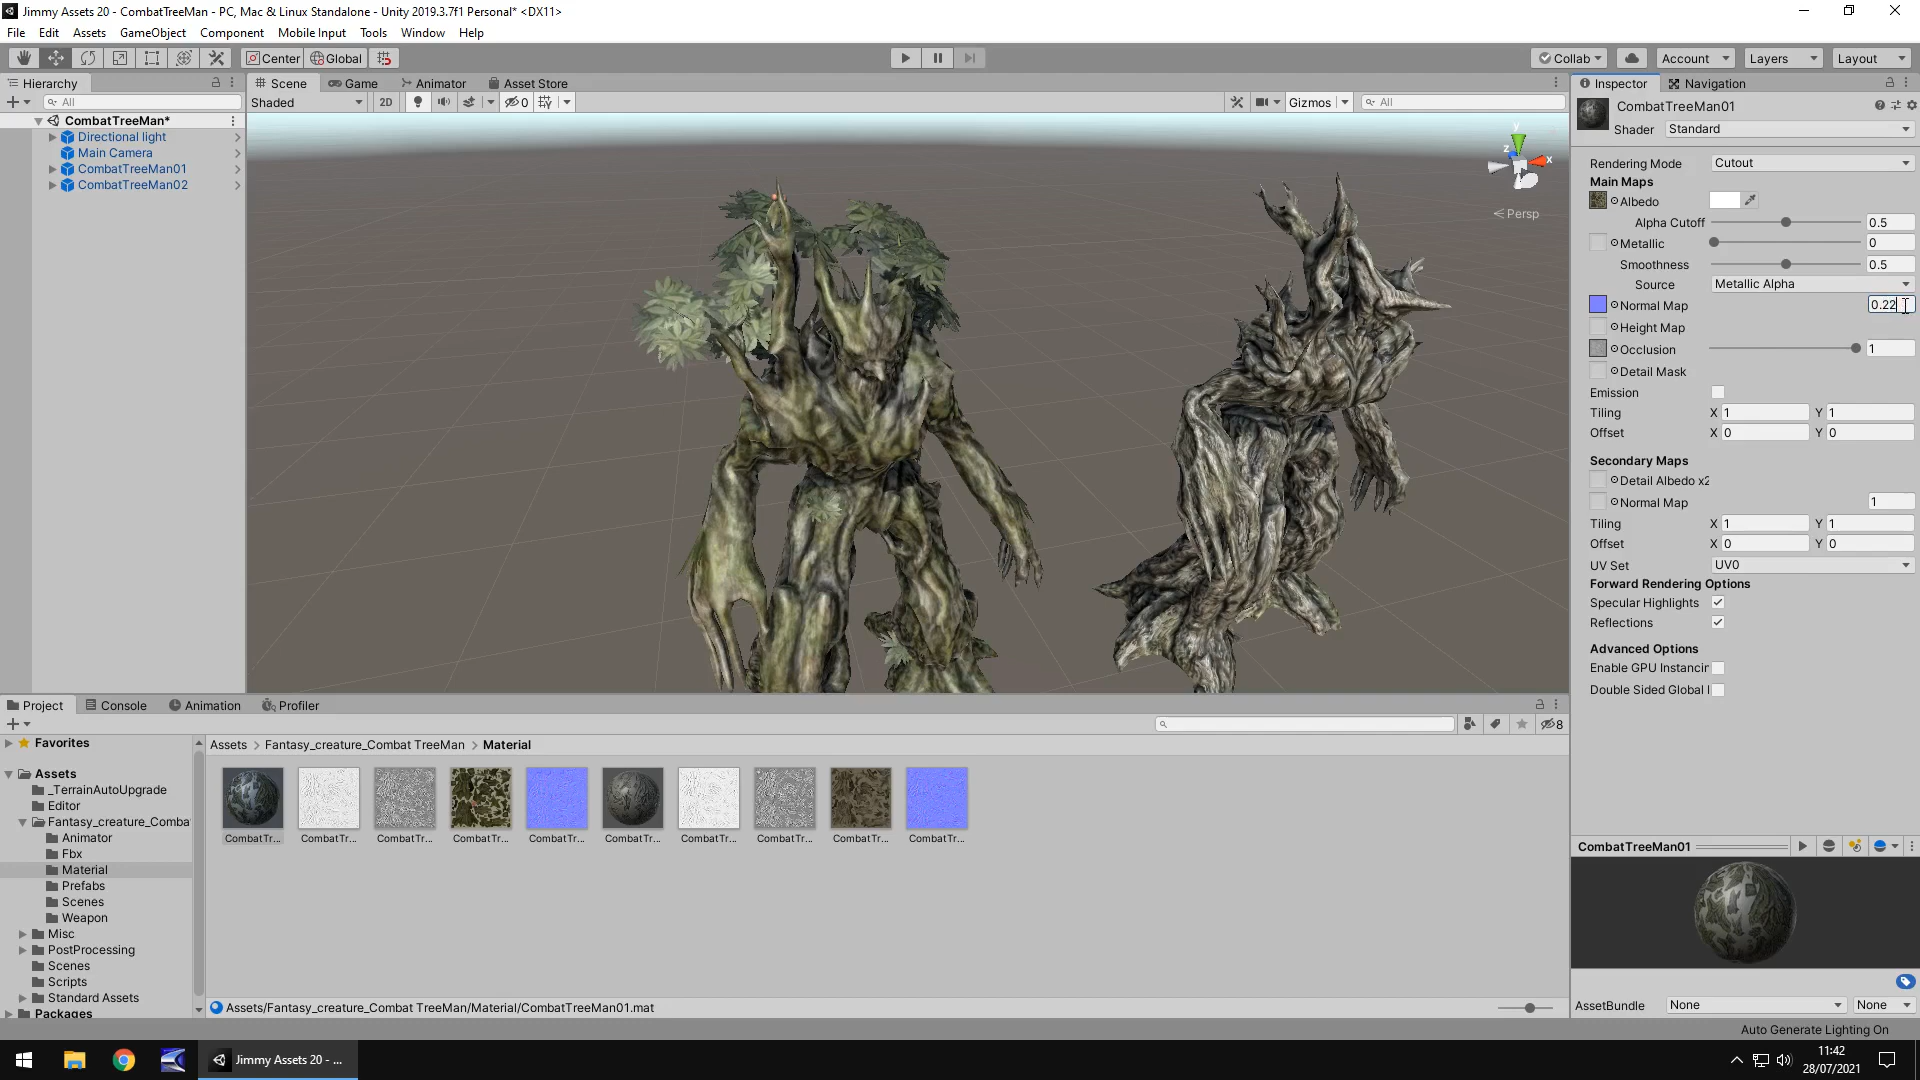 Jimmy Assets 20 - CombatTreeMan - PC, Mac & Linux Standalone - Unity 2019.3.7f1 Personal* <DX11>
File Edit Assets GameObject Component Mobile Input Tools Window Help
Center Global Collab Account Layers Layout
Hierarchy Scene Game Animator Asset Store Inspector Navigation
All Shaded 2D 0 Gizmos All
CombatTreeMan*
Directional light
Main Camera
CombatTreeMan01
CombatTreeMan02
y
z x
< Persp
CombatTreeMan01
Shader Standard
Rendering Mode Cutout
Main Maps
Albedo
Alpha Cutoff 0.5
Metallic 0
Smoothness 0.5
Source Metallic Alpha
Normal Map 0.22
Height Map
Occlusion 1
Detail Mask
Emission
Tiling X 1 Y 1
Offset X 0 Y 0
Secondary Maps
Detail Albedo x2
Normal Map 1
Tiling X 1 Y 1
Offset X 0 Y 0
UV Set UV0
Forward Rendering Options
Specular Highlights
Reflections
Advanced Options
Enable GPU Instancin
Double Sided Global I
Project Console Animation Profiler
8
Favorites
Assets
_TerrainAutoUpgrade
Editor
Fantasy_creature_Comba
Animator
Fbx
Material
Prefabs
Scenes
Weapon
Misc
PostProcessing
Scenes
Scripts
Standard Assets
Packages
Assets > Fantasy_creature_Combat TreeMan > Material
CombatTr... CombatTr... CombatTr... CombatTr... CombatTr... CombatTr... CombatTr... CombatTr... CombatTr... CombatTr...
Assets/Fantasy_creature_Combat TreeMan/Material/CombatTreeMan01.mat
CombatTreeMan01
AssetBundle None None
Auto Generate Lighting On
Jimmy Assets 20 - ...
11:42
28/07/2021